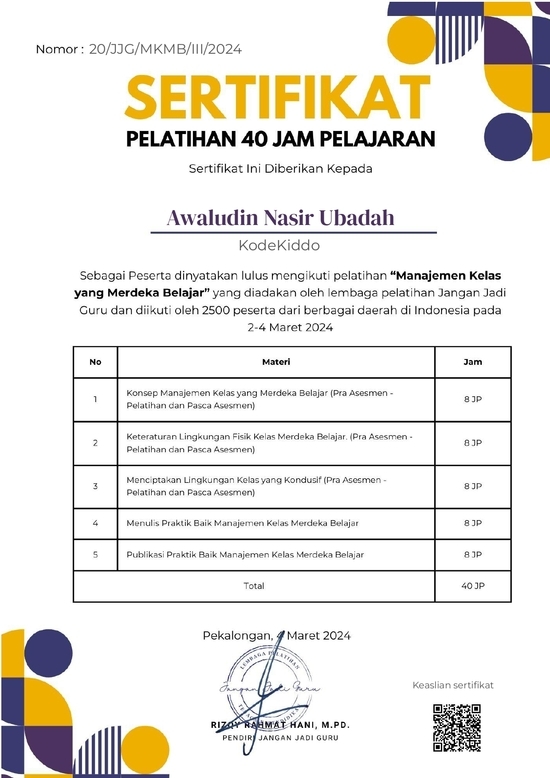 Nomor : 20/JJG/MKMB/III/2024
SERTIFIKAT
PELATIHAN 40 JAM PELAJARAN
Sertifikat Ini Diberikan Kepada
Awaludin Nasir Ubadah
KodeKiddo
Sebagai Peserta dinyatakan lulus mengikuti pelatihan “Manajemen Kelas
yang Merdeka Belajar” yang diadakan oleh lembaga pelatihan Jangan Jadi
Guru dan diikuti oleh 2500 peserta dari berbagai daerah di Indonesia pada
2-4 Maret 2024
No Materi Jam
1 Konsep Manajemen Kelas yang Merdeka Belajar (Pra Asesmen -
Pelatihan dan Pasca Asesmen) 8 JP
2 Keteraturan Lingkungan Fisik Kelas Merdeka Belajar. (Pra Asesmen -
Pelatihan dan Pasca Asesmen) 8 JP
3 Menciptakan Lingkungan Kelas yang Kondusif (Pra Asesmen -
Pelatihan dan Pasca Asesmen) 8 JP
4 Menulis Praktik Baik Manajemen Kelas Merdeka Belajar 8 JP
5 Publikasi Praktik Baik Manajemen Kelas Merdeka Belajar 8 JP
Total 40 JP
Pekalongan, 4 Maret 2024
LEMBAGA PELATIHAN
Jangan Jadi Guru
RIZQY RAHMAT HANI, M.PD.
PENDIRI JANGAN JADI GURU
Keaslian sertifikat